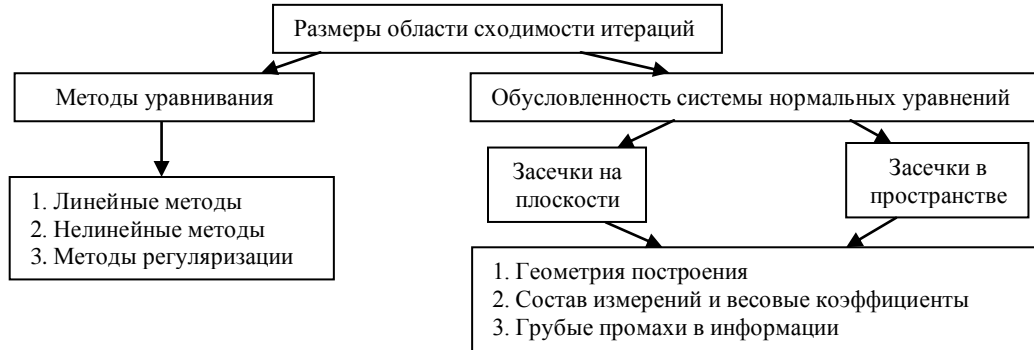 Размеры области сходимости итераций
Методы уравнивания
Обусловленность системы нормальных уравнений
Засечки на
плоскости
Засечки в
пространстве
1. Линейные методы
2. Нелинейные методы
3. Методы регуляризации
1. Геометрия построения
2. Состав измерений и весовые коэффициенты
3. Грубые промахи в информации